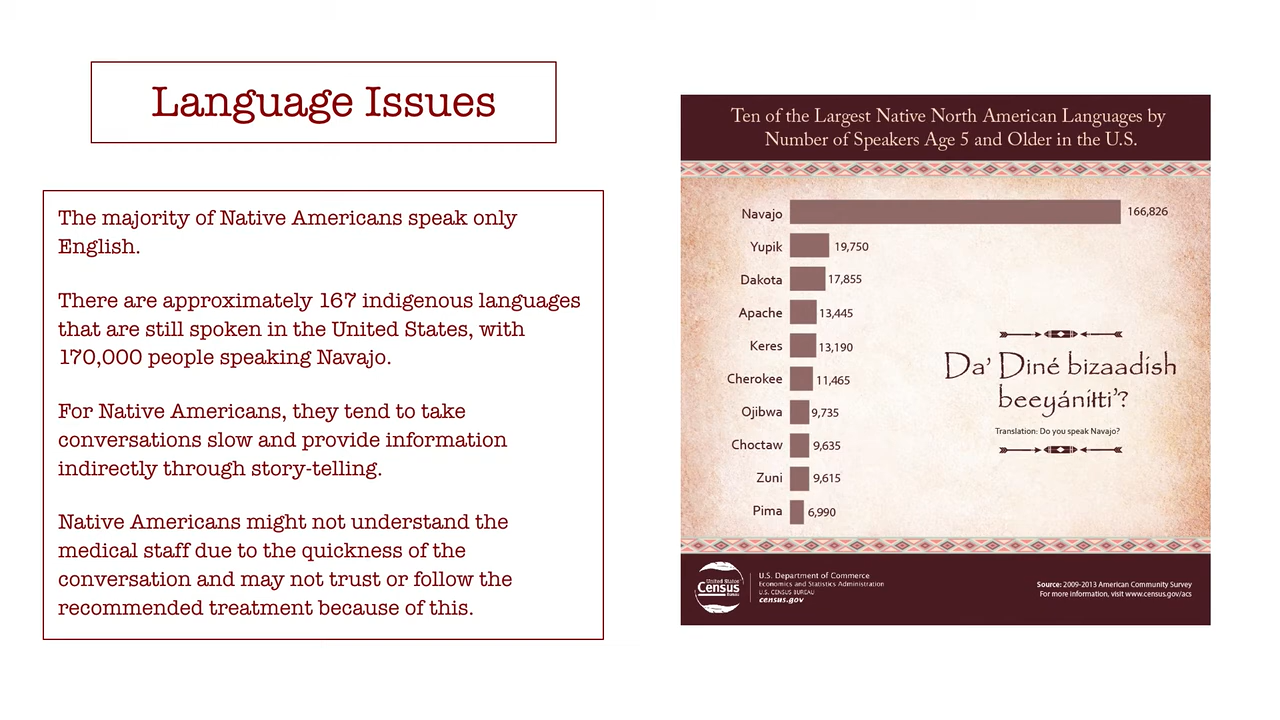 Language Issues
The majority of Native Americans speak only
English.
There are approximately 167 indigenous languages
that are still spoken in the United States, with
170,000 people speaking Navajo.
For Native Americans, they tend to take
conversations slow and provide information
indirectly through story-telling.
Native Americans might not understand the
medical staff due to the quickness of the
conversation and may not trust or follow the
recommended treatment because of this.
Ten of the Largest Native North American Languages by
Number of Speakers Age 5 and Older in the U.S.
Navajo 166,826
Yupik 19,750
Dakota 17,855
Apache 13,445
Keres 13,190
Cherokee 11,465
Ojibwa 9,735
Choctaw 9,635
Zuni 9,615
Pima 6,990
Da’ Diné bizaadísh
beeyáníłti’?
Translation: Do you speak Navajo?
United States
Census
Bureau
U.S. Department of Commerce
Economics and Statistics Administration
U.S. CENSUS BUREAU
census.gov
Source: 2009-2013 American Community Survey
For more information, visit www.census.gov/acs